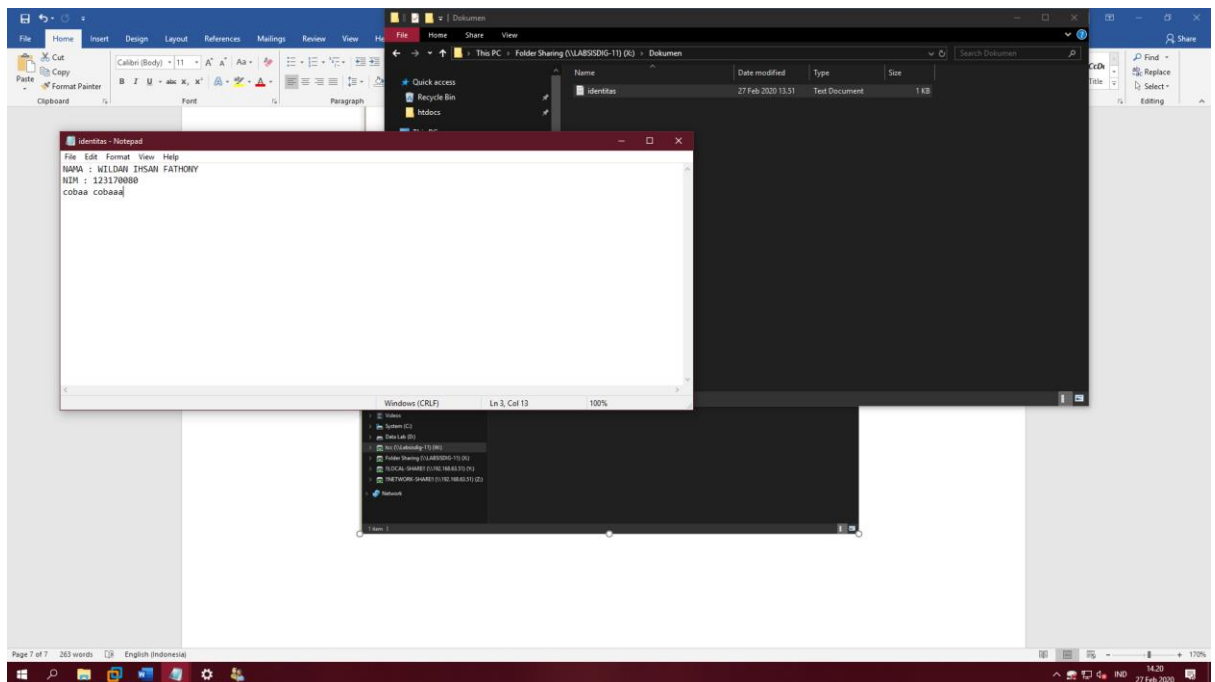 File Home Insert Design Layout References Mailings Review View He
Share
Paste
Cut
Copy
Format Painter
Clipboard
Calibri (Body) 11
Font
Paragraph
Find
Replace
Select
Editing
Dokumen
File Home Share View
This PC > Folder Sharing (\\LABSISDIG-11) (X:) > Dokumen
Search Dokumen
Quick access
Recycle Bin
htdocs
Name Date modified Type Size
identitas 27 Feb 2020 13.51 Text Document 1 KB
identitas - Notepad
File Edit Format View Help
NAMA : WILDAN IHSAN FATHONY
NIM : 123170080
cobaa cobaaa
Windows (CRLF) Ln 3, Col 13 100%
Videos
System (C:)
Data Lab (D:)
Folder Sharing (\\LABSISDIG-11) (X:)
Network
1 item
Page 7 of 7 263 words English (Indonesia)
170%
IND
14.20
27 Feb 2020